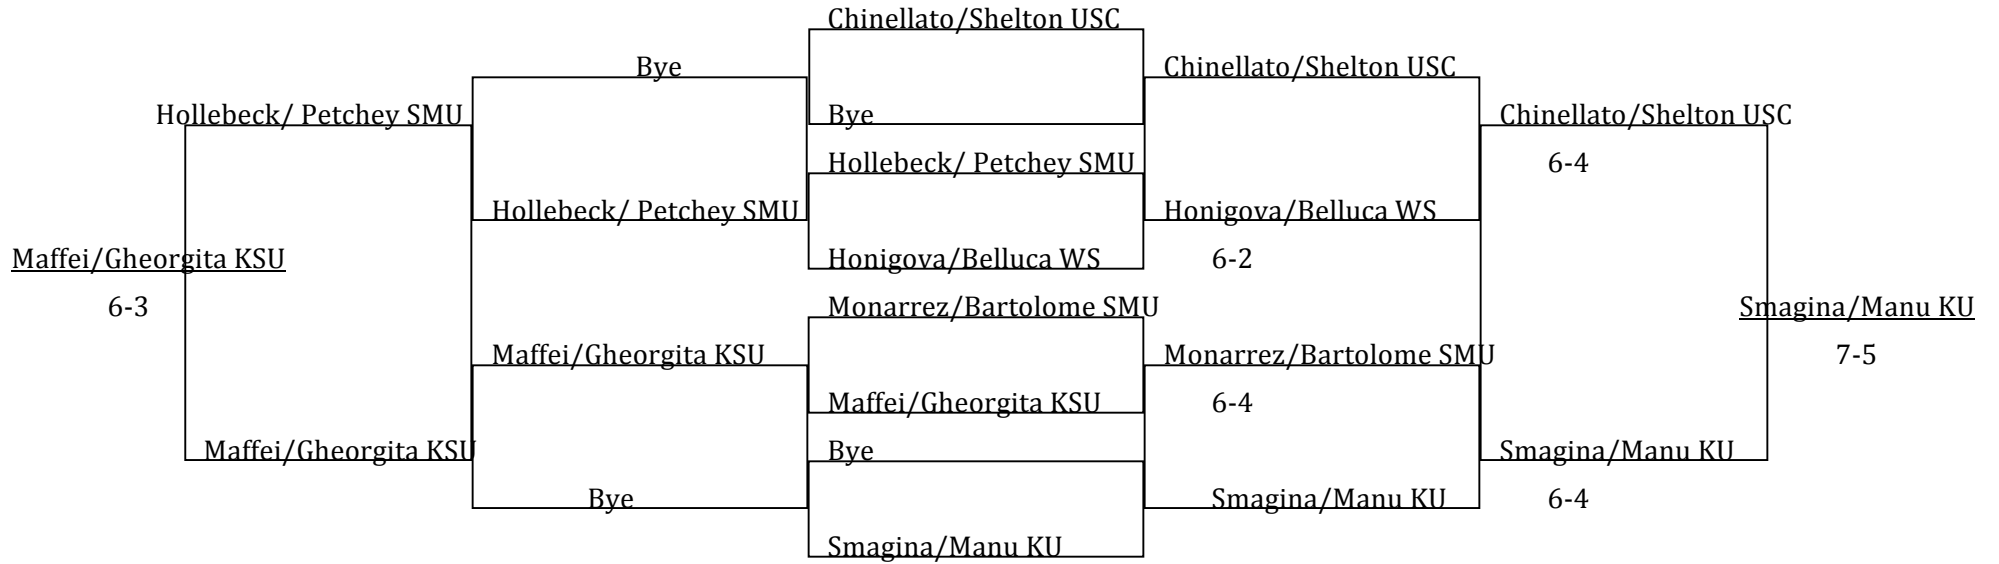 Chinellato/Shelton USC
Bye Chinellato/Shelton USC
Hollebeck/ Petchey SMU Bye Chinellato/Shelton USC
Hollebeck/ Petchey SMU 6-4
Hollebeck/ Petchey SMU Honigova/Belluca WS
Maffei/Gheorgita KSU Honigova/Belluca WS 6-2
6-3 Monarrez/Bartolome SMU Smagina/Manu KU
Maffei/Gheorgita KSU Monarrez/Bartolome SMU 7-5
Maffei/Gheorgita KSU 6-4
Maffei/Gheorgita KSU Bye Smagina/Manu KU
Bye Smagina/Manu KU 6-4
Smagina/Manu KU